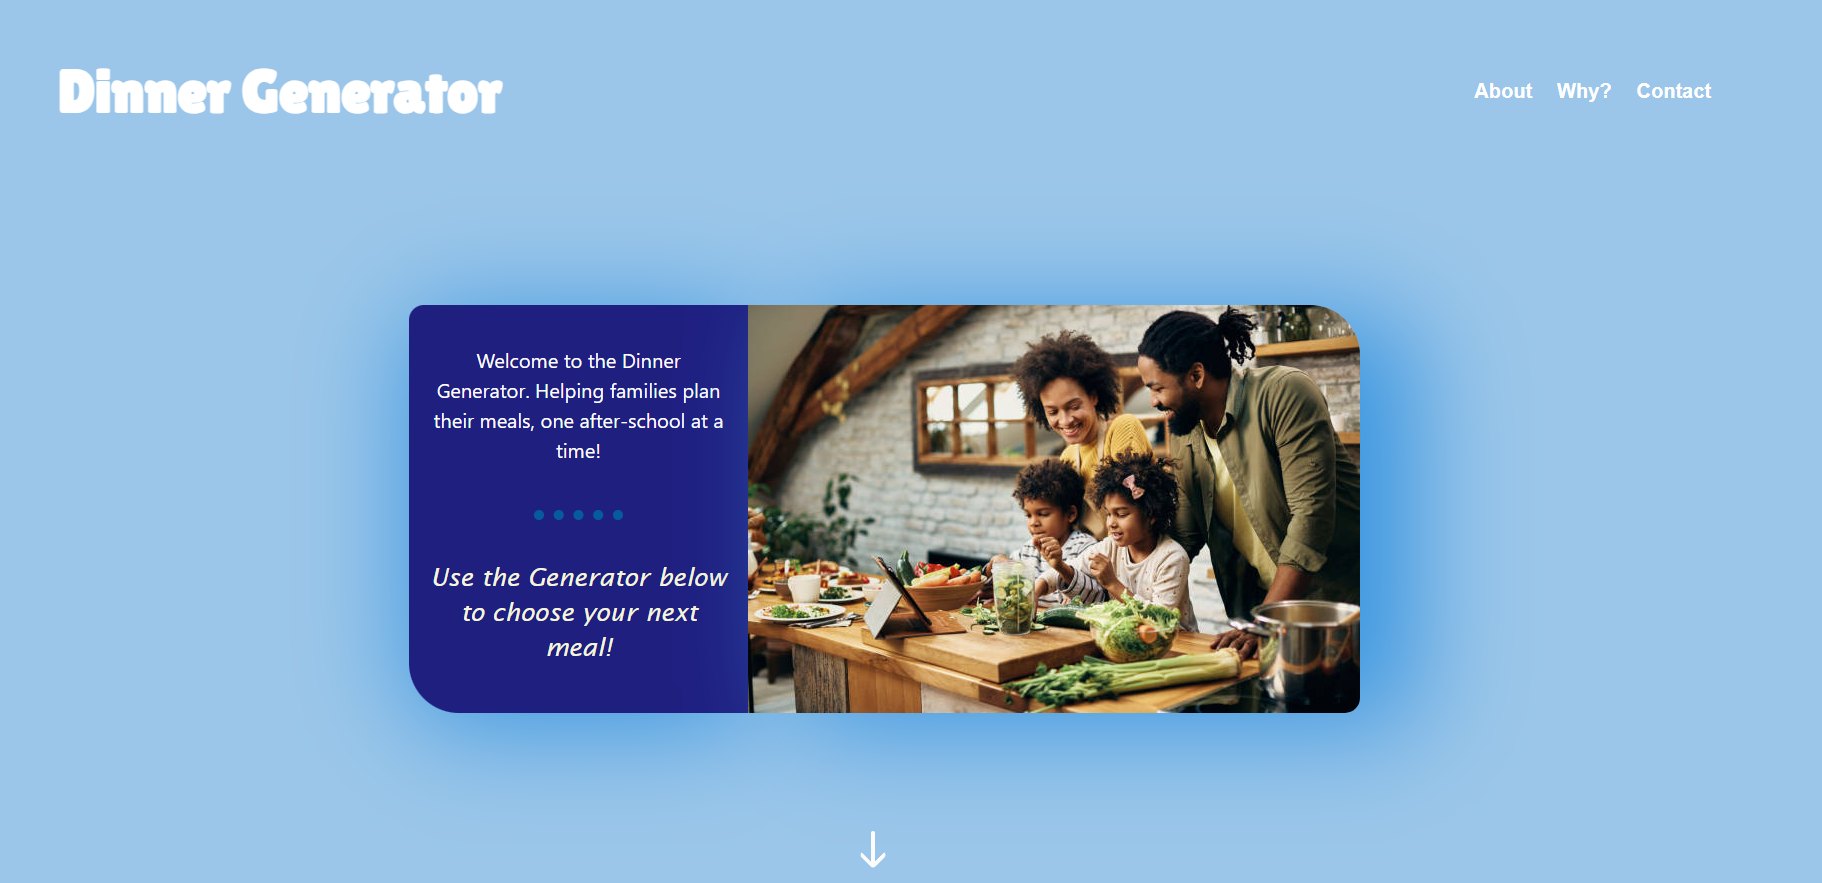 Dinner Generator
About Why? Contact
Welcome to the Dinner
Generator. Helping families plan
their meals, one after-school at a
time!
Use the Generator below
to choose your next
meal!